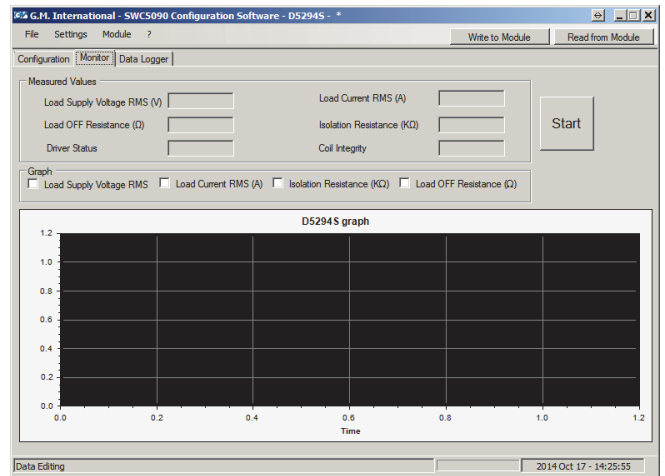 G.M. International - SWC5090 Configuration Software - D5294S - *
File Settings Module ? Write to Module Read from Module
Configuration Monitor Data Logger
Measured Values
Load Supply Voltage RMS (V) Load Current RMS (A)
Load OFF Resistance (Ω) Isolation Resistance (KΩ) Start
Driver Status Coil Integrity
Graph
Load Supply Voltage RMS Load Current RMS (A) Isolation Resistance (KΩ) Load OFF Resistance (Ω)
D5294S graph
1.2
1.0
0.8
0.6
0.4
0.2
0.0
0.0 0.2 0.4 0.6 0.8 1.0 1.2
Time
Data Editing 2014 Oct 17 - 14:25:55